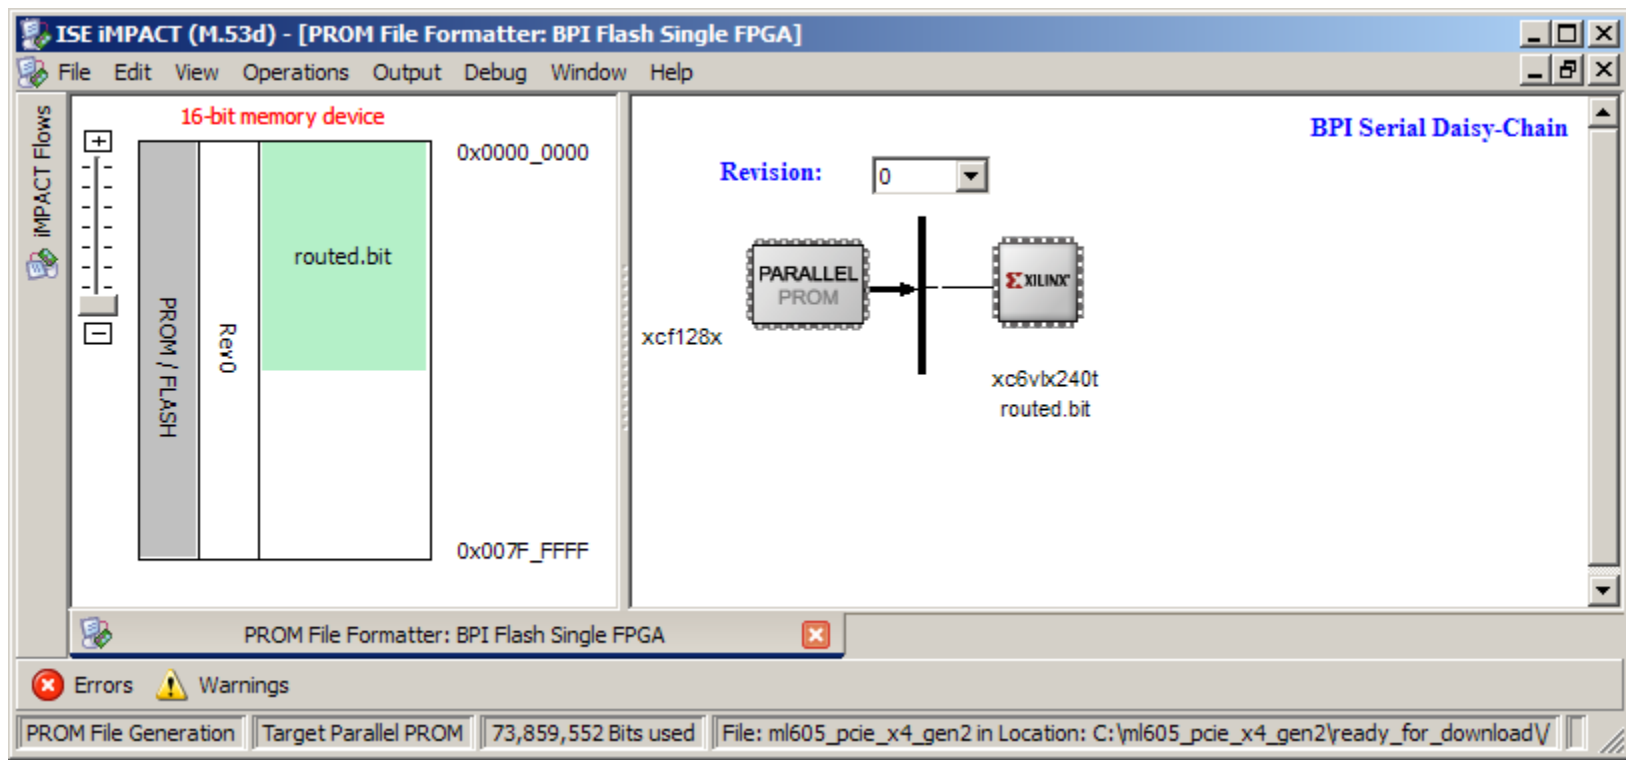 ISE iMPACT (M.53d) - [PROM File Formatter: BPI Flash Single FPGA]
File Edit View Operations Output Debug Window Help
iMPACT Flows
16-bit memory device
PROM / FLASH
Rev0
routed.bit
0x0000_0000
0x007F_FFFF
BPI Serial Daisy-Chain
Revision: 0
PARALLEL
PROM
xcf128x
XILINX
xc6vlx240t
routed.bit
PROM File Formatter: BPI Flash Single FPGA
Errors Warnings
PROM File Generation Target Parallel PROM 73,859,552 Bits used File: ml605_pcie_x4_gen2 in Location: C:\ml605_pcie_x4_gen2\ready_for_download\/